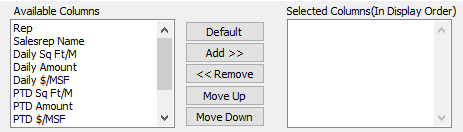 Available Columns
Rep
Salesrep Name
Daily Sq Ft/M
Daily Amount
Daily $/MSF
PTD Sq Ft/M
PTD Amount
PTD $/MSF
Default
Add >>
<< Remove
Move Up
Move Down
Selected Columns(In Display Order)